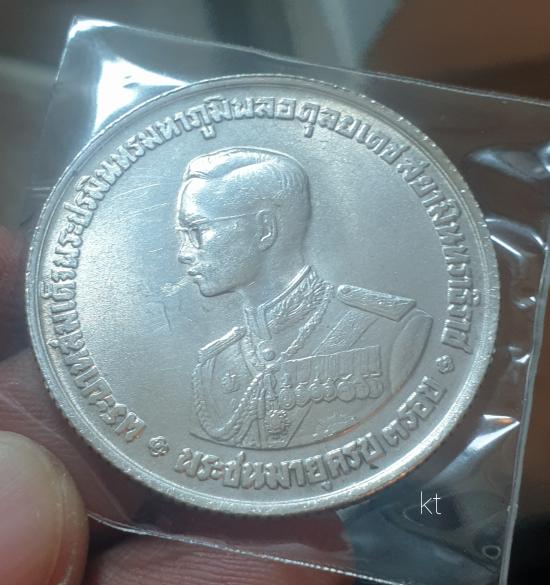 พระบาทสมเด็จพระปรมินทรมหาภูมิพลอดุลยเดช สยามินทราธิราช
พระชนมายุครบ ๓ รอบ
kt